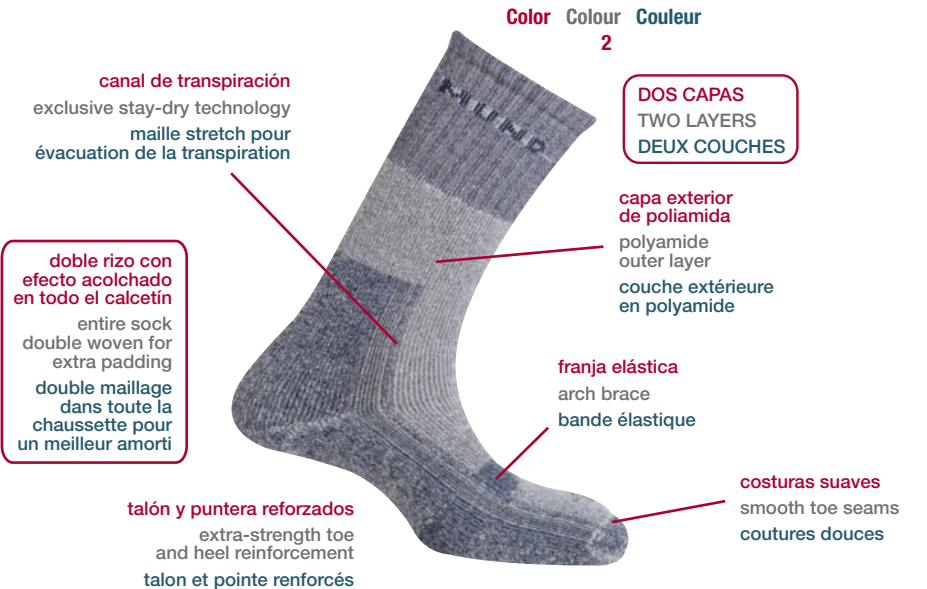 Color Colour Couleur
2
canal de transpiración
exclusive stay-dry technology
maille stretch pour
évacuation de la transpiration
MUND
DOS CAPAS
TWO LAYERS
DEUX COUCHES
capa exterior
de poliamida
polyamide
outer layer
couche extérieure
en polyamide
doble rizo con
efecto acolchado
en todo el calcetín
entire sock
double woven for
extra padding
double maillage
dans toute la
chaussette pour
un meilleur amorti
franja elástica
arch brace
bande élastique
costuras suaves
smooth toe seams
coutures douces
talón y puntera reforzados
extra-strength toe
and heel reinforcement
talon et pointe renforcés